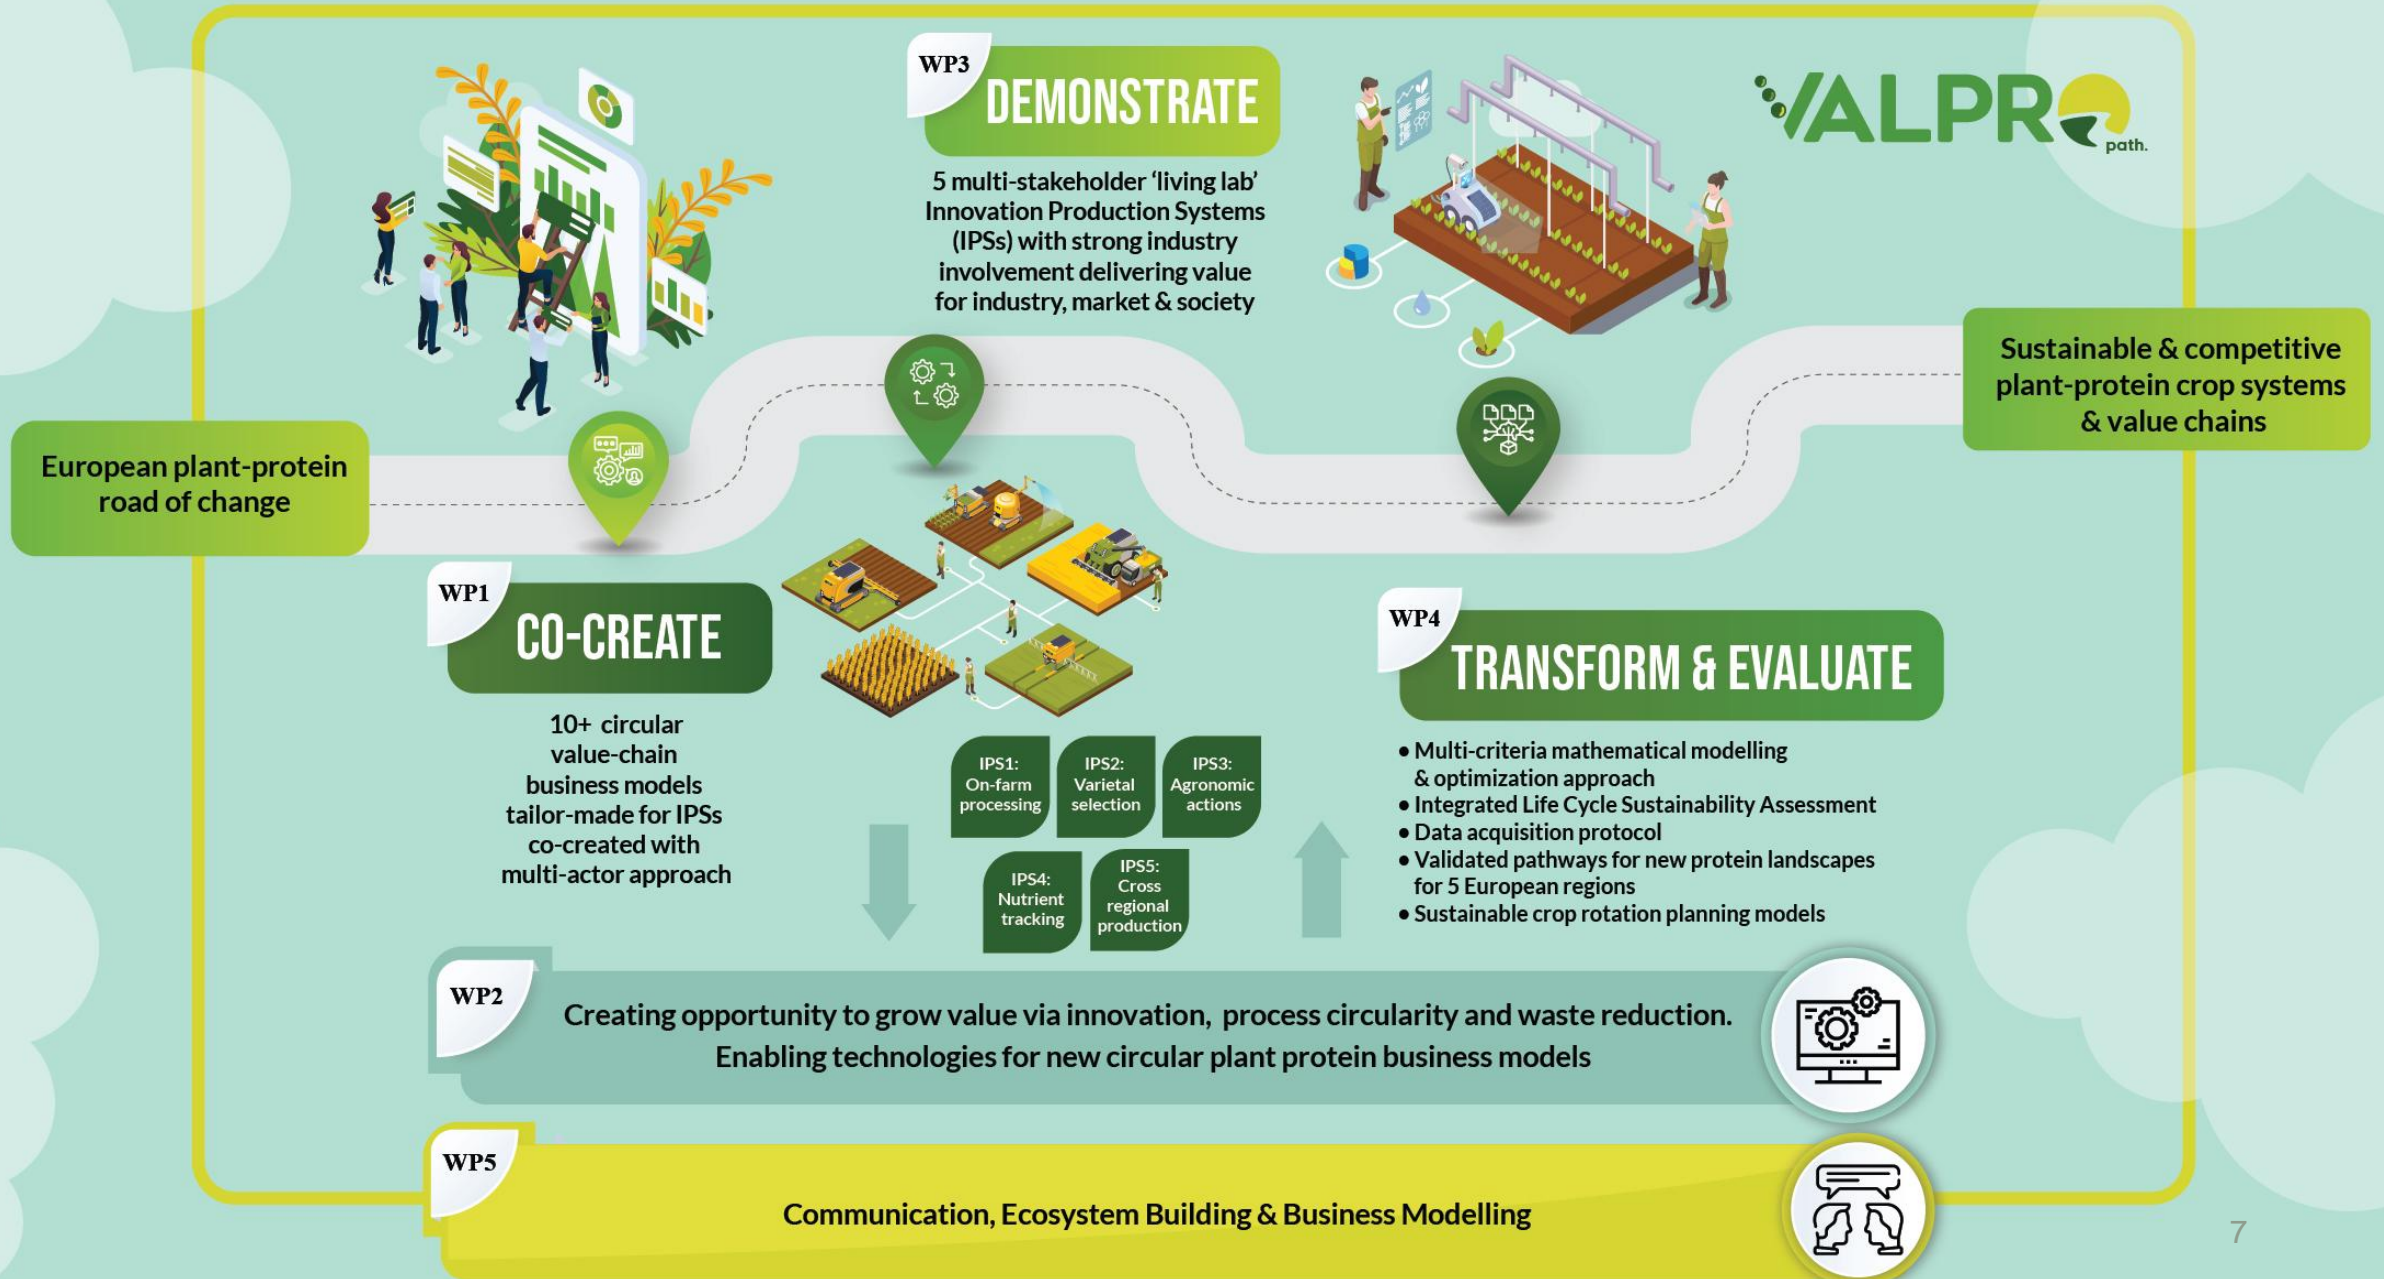 WP3
DEMONSTRATE
5 multi-stakeholder ‘living lab’
Innovation Production Systems
(IPSs) with strong industry
involvement delivering value
for industry, market & society
VALPRO
path.
European plant-protein
road of change
Sustainable & competitive
plant-protein crop systems
& value chains
WP1
CO-CREATE
10+ circular
value-chain
business models
tailor-made for IPSs
co-created with
multi-actor approach
IPS1:
On-farm
processing
IPS2:
Varietal
selection
IPS3:
Agronomic
actions
IPS4:
Nutrient
tracking
IPS5:
Cross
regional
production
WP4
TRANSFORM & EVALUATE
• Multi-criteria mathematical modelling
& optimization approach
• Integrated Life Cycle Sustainability Assessment
• Data acquisition protocol
• Validated pathways for new protein landscapes
for 5 European regions
• Sustainable crop rotation planning models
WP2
Creating opportunity to grow value via innovation, process circularity and waste reduction.
Enabling technologies for new circular plant protein business models
WP5
Communication, Ecosystem Building & Business Modelling
7